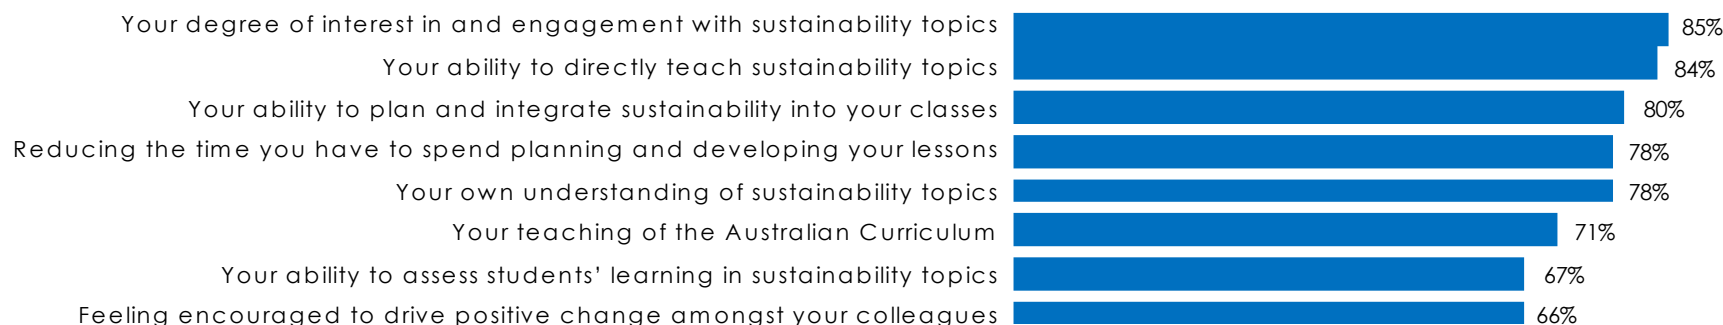 Your degree of interest in and engagement with sustainability topics 85%
Your ability to directly teach sustainability topics 84%
Your ability to plan and integrate sustainability into your classes 80%
Reducing the time you have to spend planning and developing your lessons 78%
Your own understanding of sustainability topics 78%
Your teaching of the Australian Curriculum 71%
Your ability to assess students’ learning in sustainability topics 67%
Feeling encouraged to drive positive change amongst your colleagues 66%